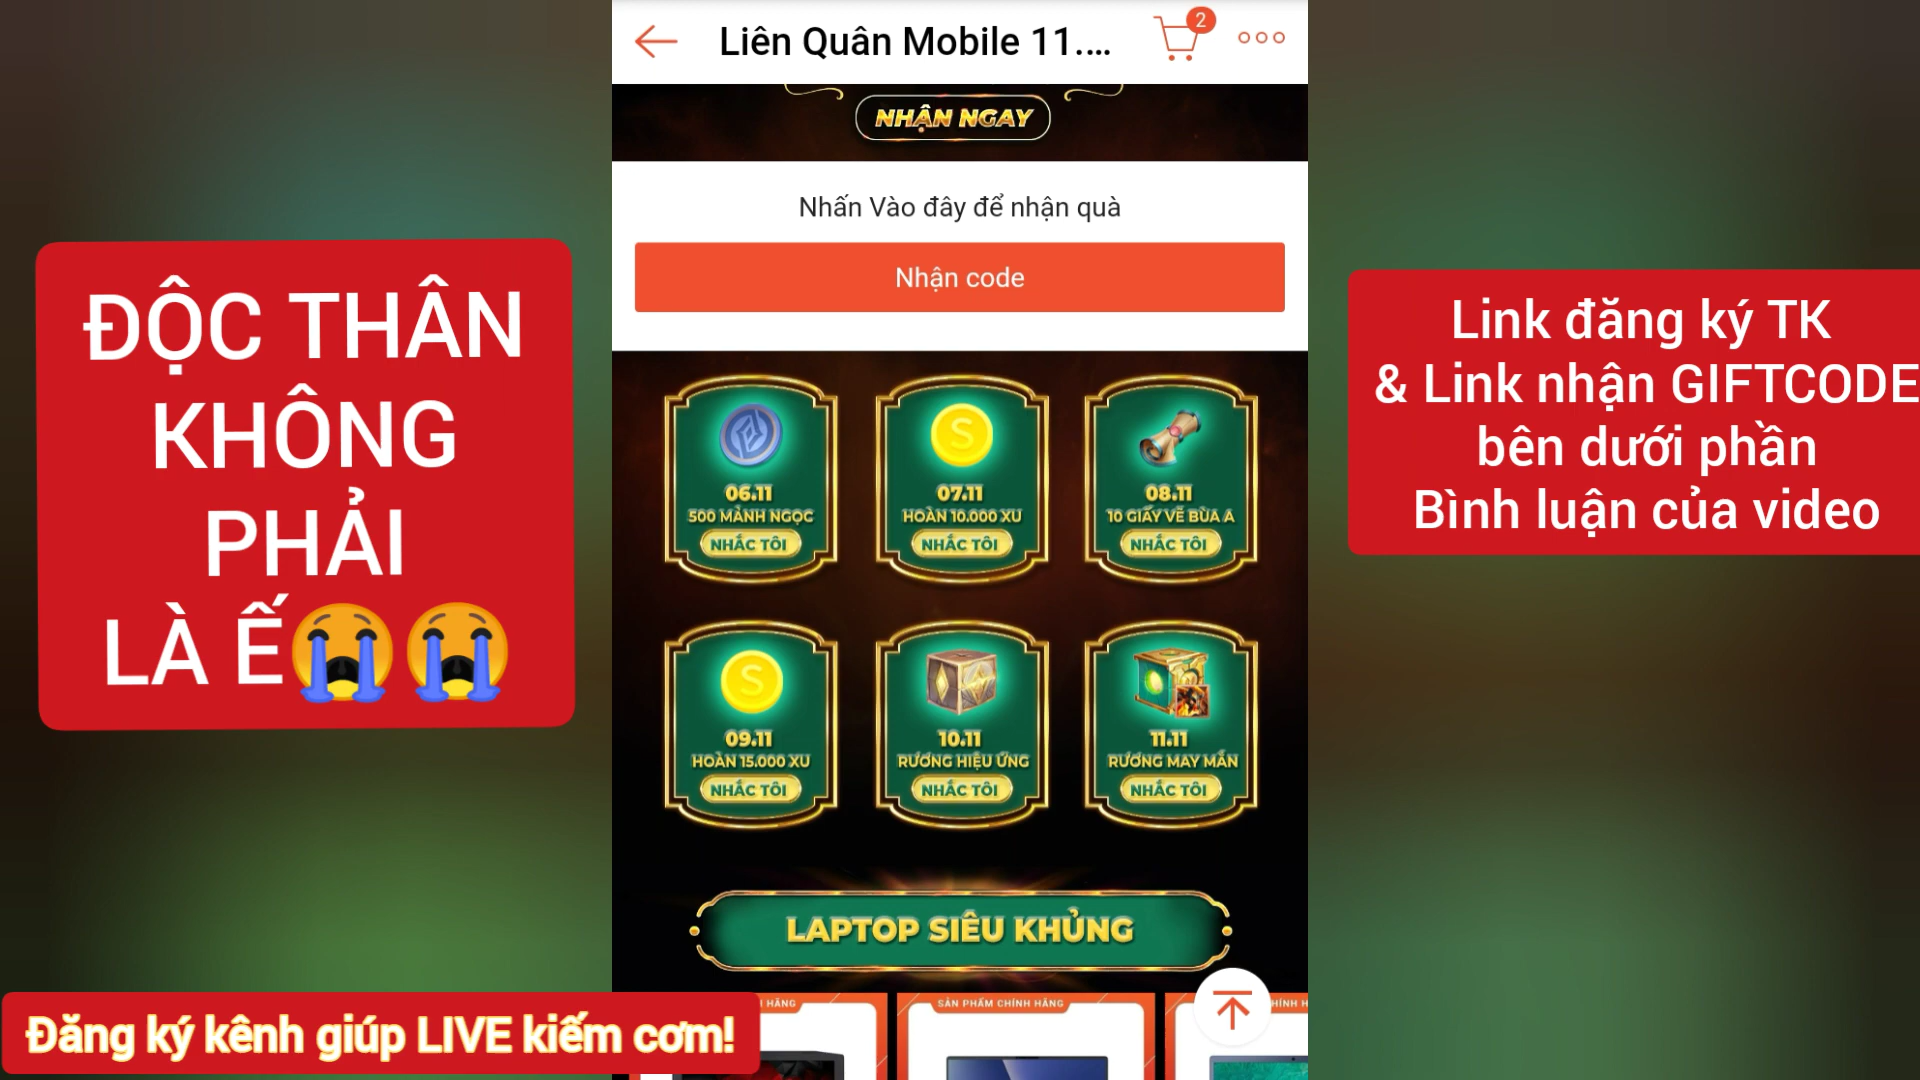 Liên Quân Mobile 11....
2
NHẬN NGAY
Nhấn Vào đây để nhận quà
Nhận code
ĐỘC THÂN
KHÔNG
PHẢI
LÀ Ế😭😭
Link đăng ký TK
& Link nhận GIFTCODE
bên dưới phần
Bình luận của video
06.11
500 MẢNH NGỌC
NHẮC TÔI
07.11
HOÀN 10.000 XU
NHẮC TÔI
08.11
10 GIẤY VẼ BÙA A
NHẮC TÔI
09.11
HOÀN 15.000 XU
NHẮC TÔI
10.11
RƯƠNG HIỆU ỨNG
NHẮC TÔI
11.11
RƯƠNG MAY MẮN
NHẮC TÔI
LAPTOP SIÊU KHỦNG
HÃNG
SẢN PHẨM CHÍNH HÃNG
HÍNH H
Đăng ký kênh giúp LIVE kiếm cơm!